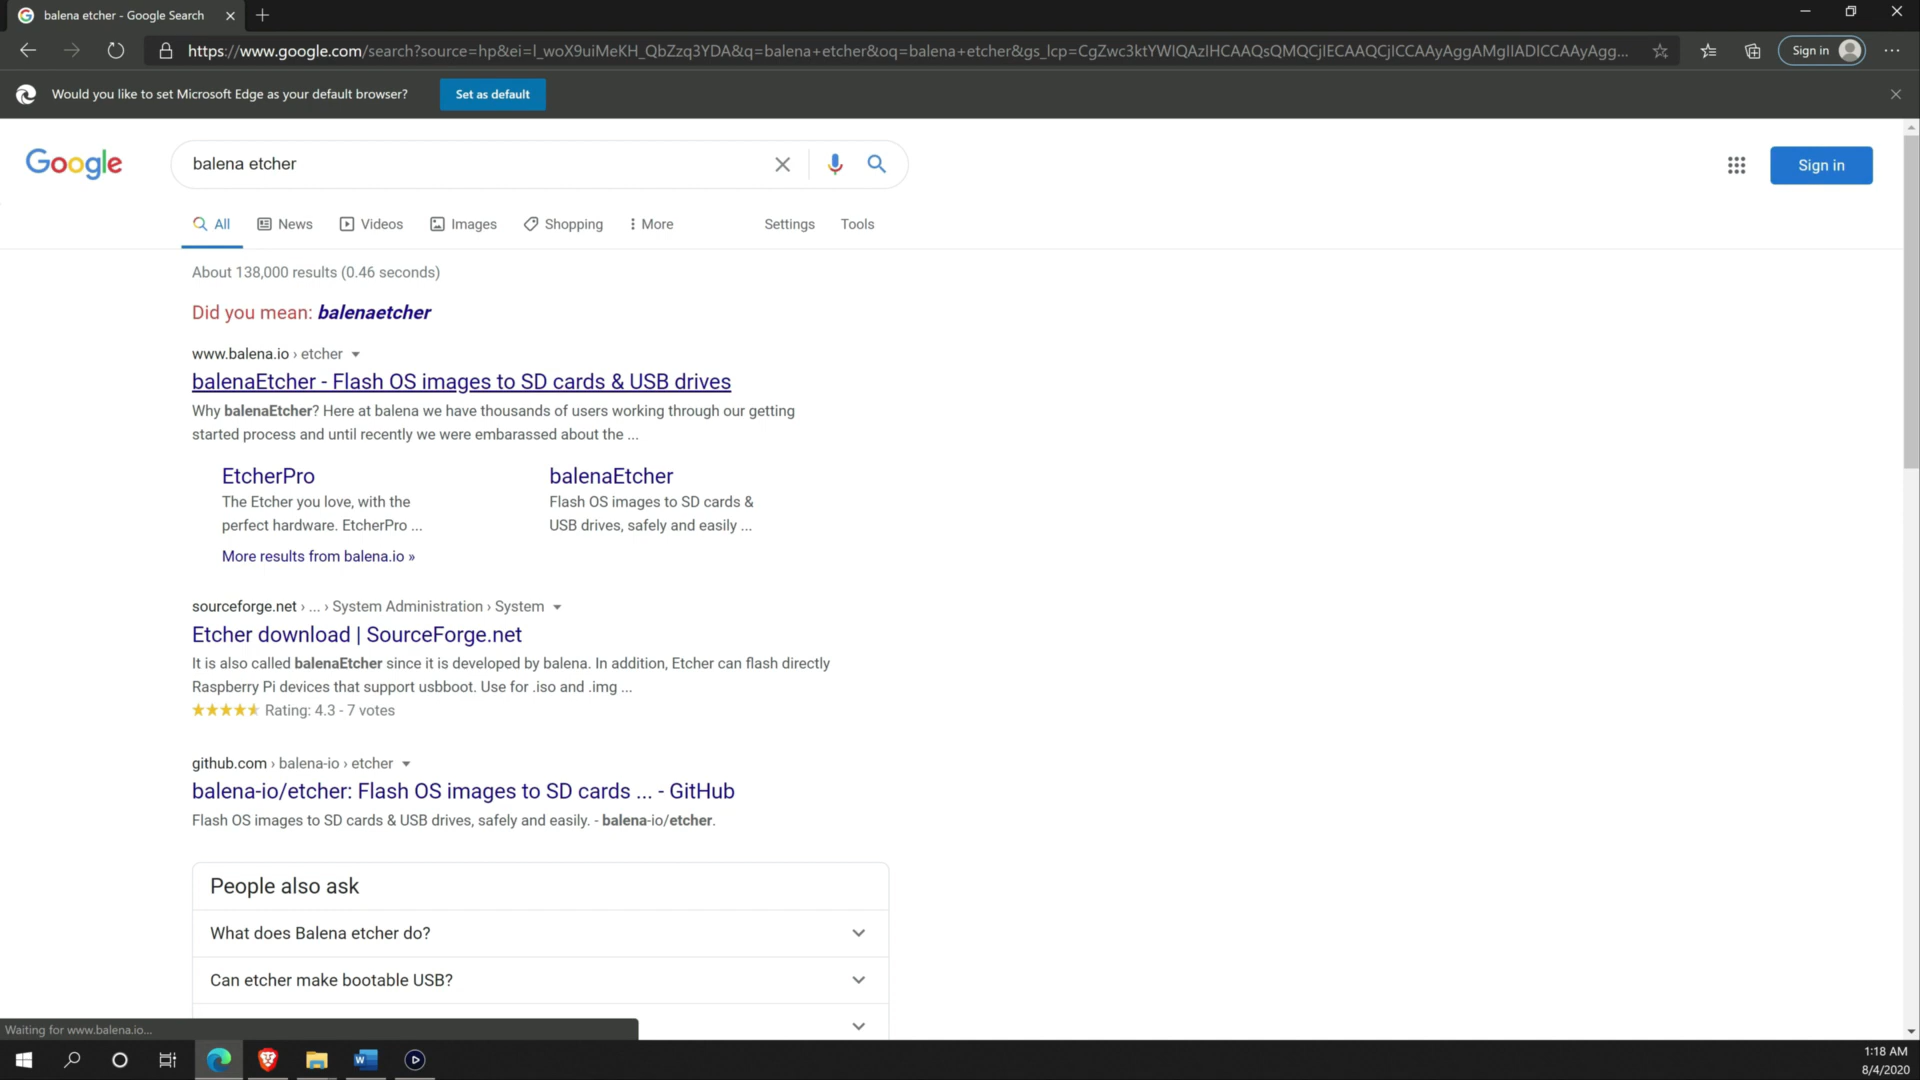 balena etcher - Google Search
https://www.google.com/search?source=hp&ei=l_woX9uiMeKH_QbZzq3YDA&q=balena+etcher&oq=balena+etcher&gs_lcp=CgZwc3ktYWIQAzIHCAAQsQMQCjIECAAQCjICCAAyAggAMgIIADICCAAyAgg...
Sign in
Would you like to set Microsoft Edge as your default browser?
Set as default
Google
balena etcher
Sign in
All News Videos Images Shopping More Settings Tools
About 138,000 results (0.46 seconds)
Did you mean: balenaetcher
www.balena.io › etcher
balenaEtcher - Flash OS images to SD cards & USB drives
Why balenaEtcher? Here at balena we have thousands of users working through our getting
started process and until recently we were embarassed about the ...
EtcherPro
The Etcher you love, with the
perfect hardware. EtcherPro ...
balenaEtcher
Flash OS images to SD cards &
USB drives, safely and easily ...
More results from balena.io »
sourceforge.net › ... › System Administration › System
Etcher download | SourceForge.net
It is also called balenaEtcher since it is developed by balena. In addition, Etcher can flash directly
Raspberry Pi devices that support usbboot. Use for .iso and .img ...
Rating: 4.3 - 7 votes
github.com › balena-io › etcher
balena-io/etcher: Flash OS images to SD cards ... - GitHub
Flash OS images to SD cards & USB drives, safely and easily. - balena-io/etcher.
People also ask
What does Balena etcher do?
Can etcher make bootable USB?
Waiting for www.balena.io...
1:18 AM
8/4/2020